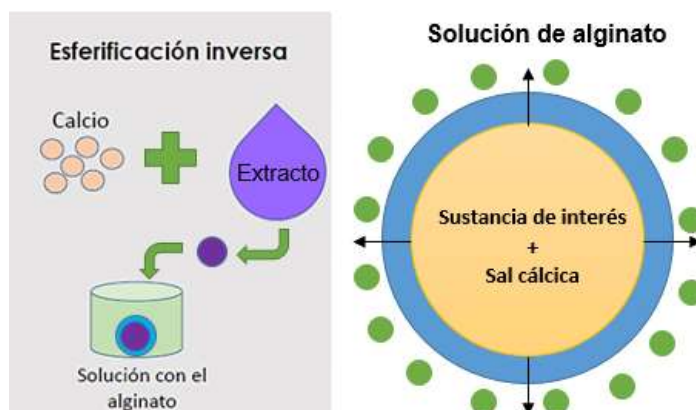 Esferificación inversa
Calcio
Extracto
Solución con el
alginato
Solución de alginato
Sustancia de interés
+
Sal cálcica